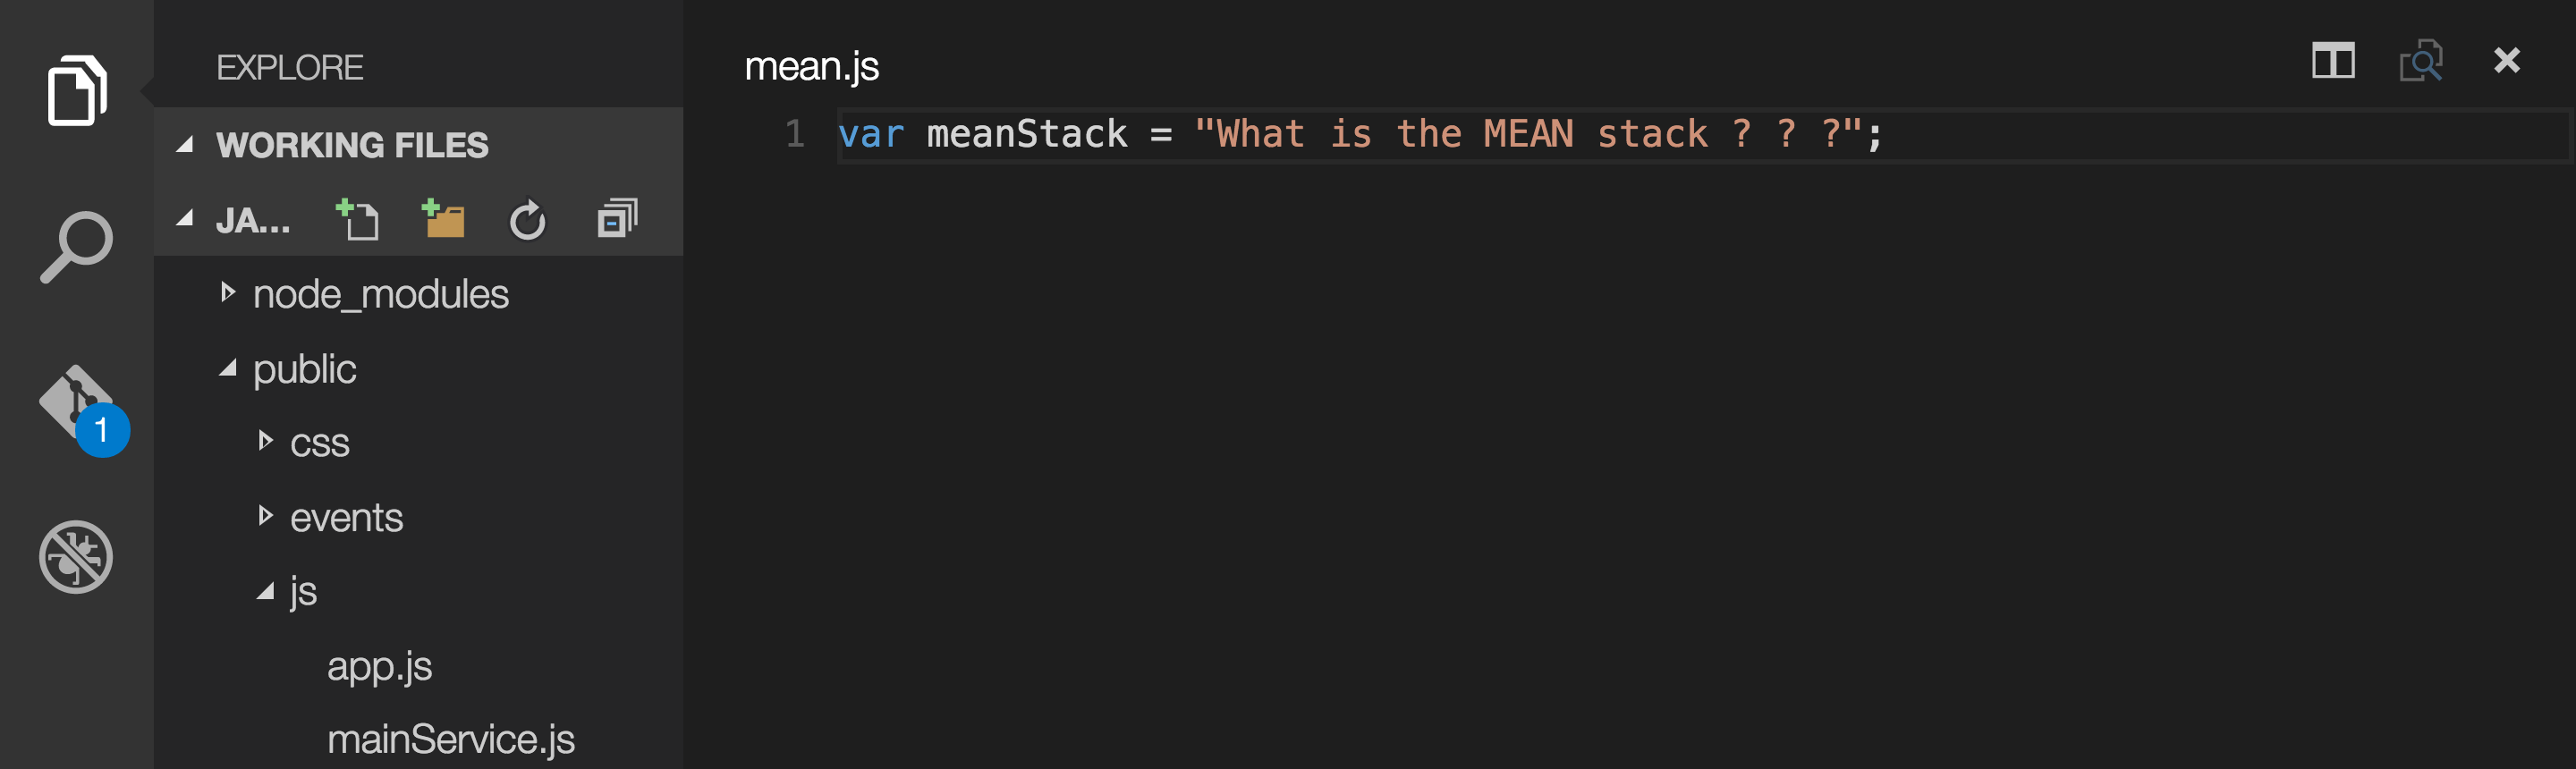 EXPLORE
WORKING FILES
JA...
node_modules
public
css
events
js
app.js
mainService.js
1
mean.js
1 var meanStack = "What is the MEAN stack ? ? ?";